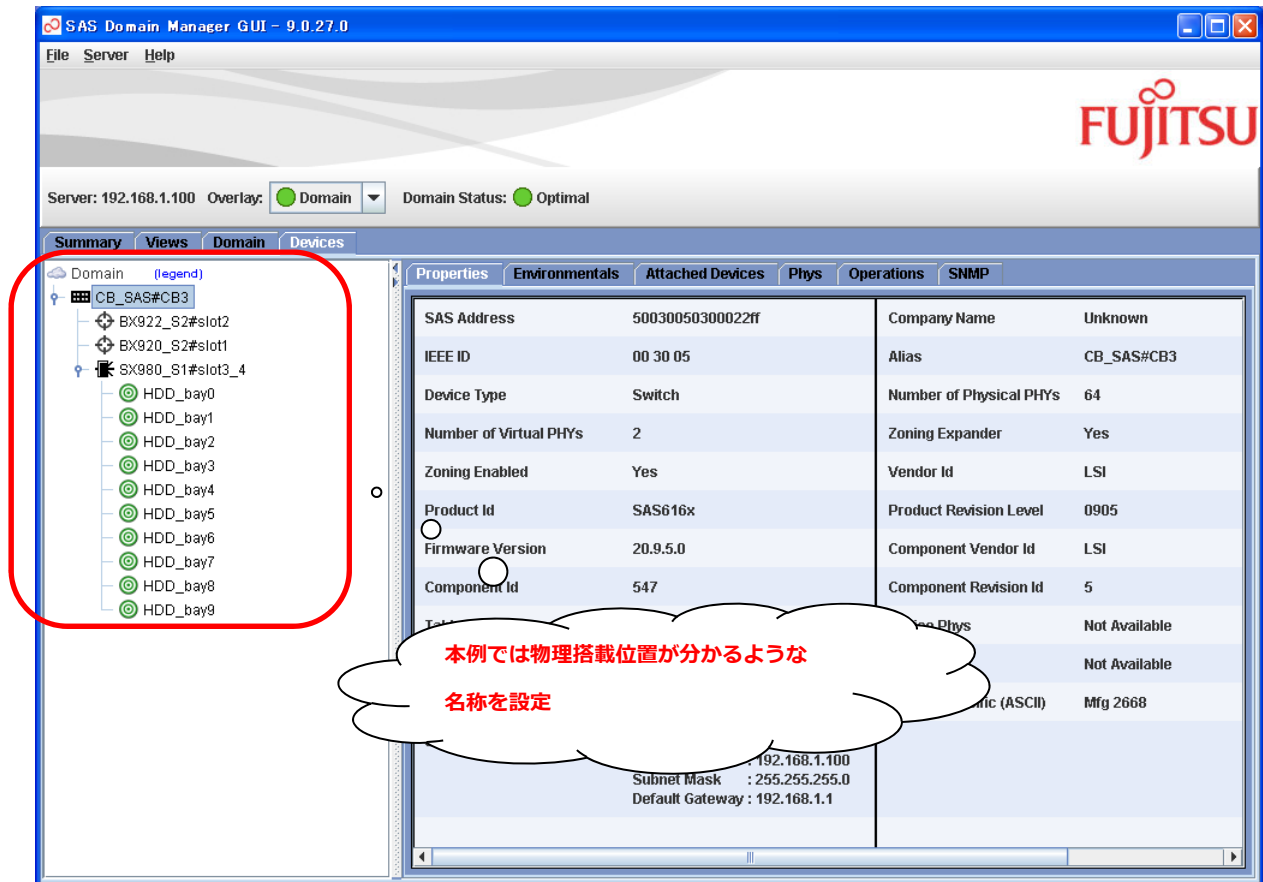 SAS Domain Manager GUI - 9.0.27.0
File Server Help
FUJITSU
Server: 192.168.1.100 Overlay: Domain Domain Status: Optimal
Summary Views Domain Devices
Domain (legend)
CB_SAS#CB3
BX922_S2#slot2
BX920_S2#slot1
SX980_S1#slot3_4
HDD_bay0
HDD_bay1
HDD_bay2
HDD_bay3
HDD_bay4
HDD_bay5
HDD_bay6
HDD_bay7
HDD_bay8
HDD_bay9
Properties Environmentals Attached Devices Phys Operations SNMP
SAS Address 50030050300022ff Company Name Unknown
IEEE ID 00 30 05 Alias CB_SAS#CB3
Device Type Switch Number of Physical PHYs 64
Number of Virtual PHYs 2 Zoning Expander Yes
Zoning Enabled Yes Vendor Id LSI
Product Id SAS616x Product Revision Level 0905
Firmware Version 20.9.5.0 Component Vendor Id LSI
Component Id 547 Component Revision Id 5
Phys Not Available
本例では物理搭載位置が分かるような
Not Available
名称を設定
(ASCII) Mfg 2668
: 192.168.1.100
Subnet Mask : 255.255.255.0
Default Gateway : 192.168.1.1